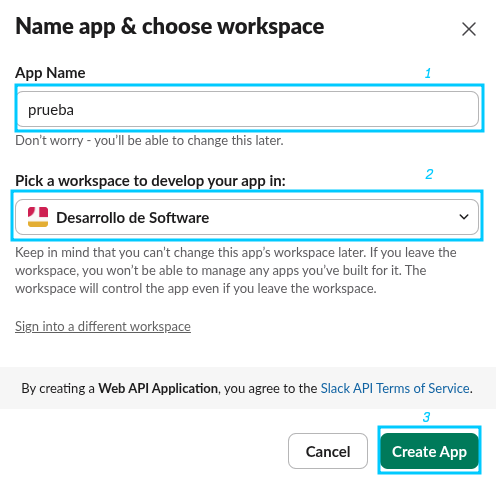 Name app & choose workspace
App Name
1
prueba
Don't worry - you'll be able to change this later.
2
Pick a workspace to develop your app in:
Desarrollo de Software
Keep in mind that you can't change this app's workspace later. If you leave the
workspace, you won't be able to manage any apps you've built for it. The
workspace will control the app even if you leave the workspace.
Sign into a different workspace
By creating a Web API Application, you agree to the Slack API Terms of Service.
3
Cancel
Create App